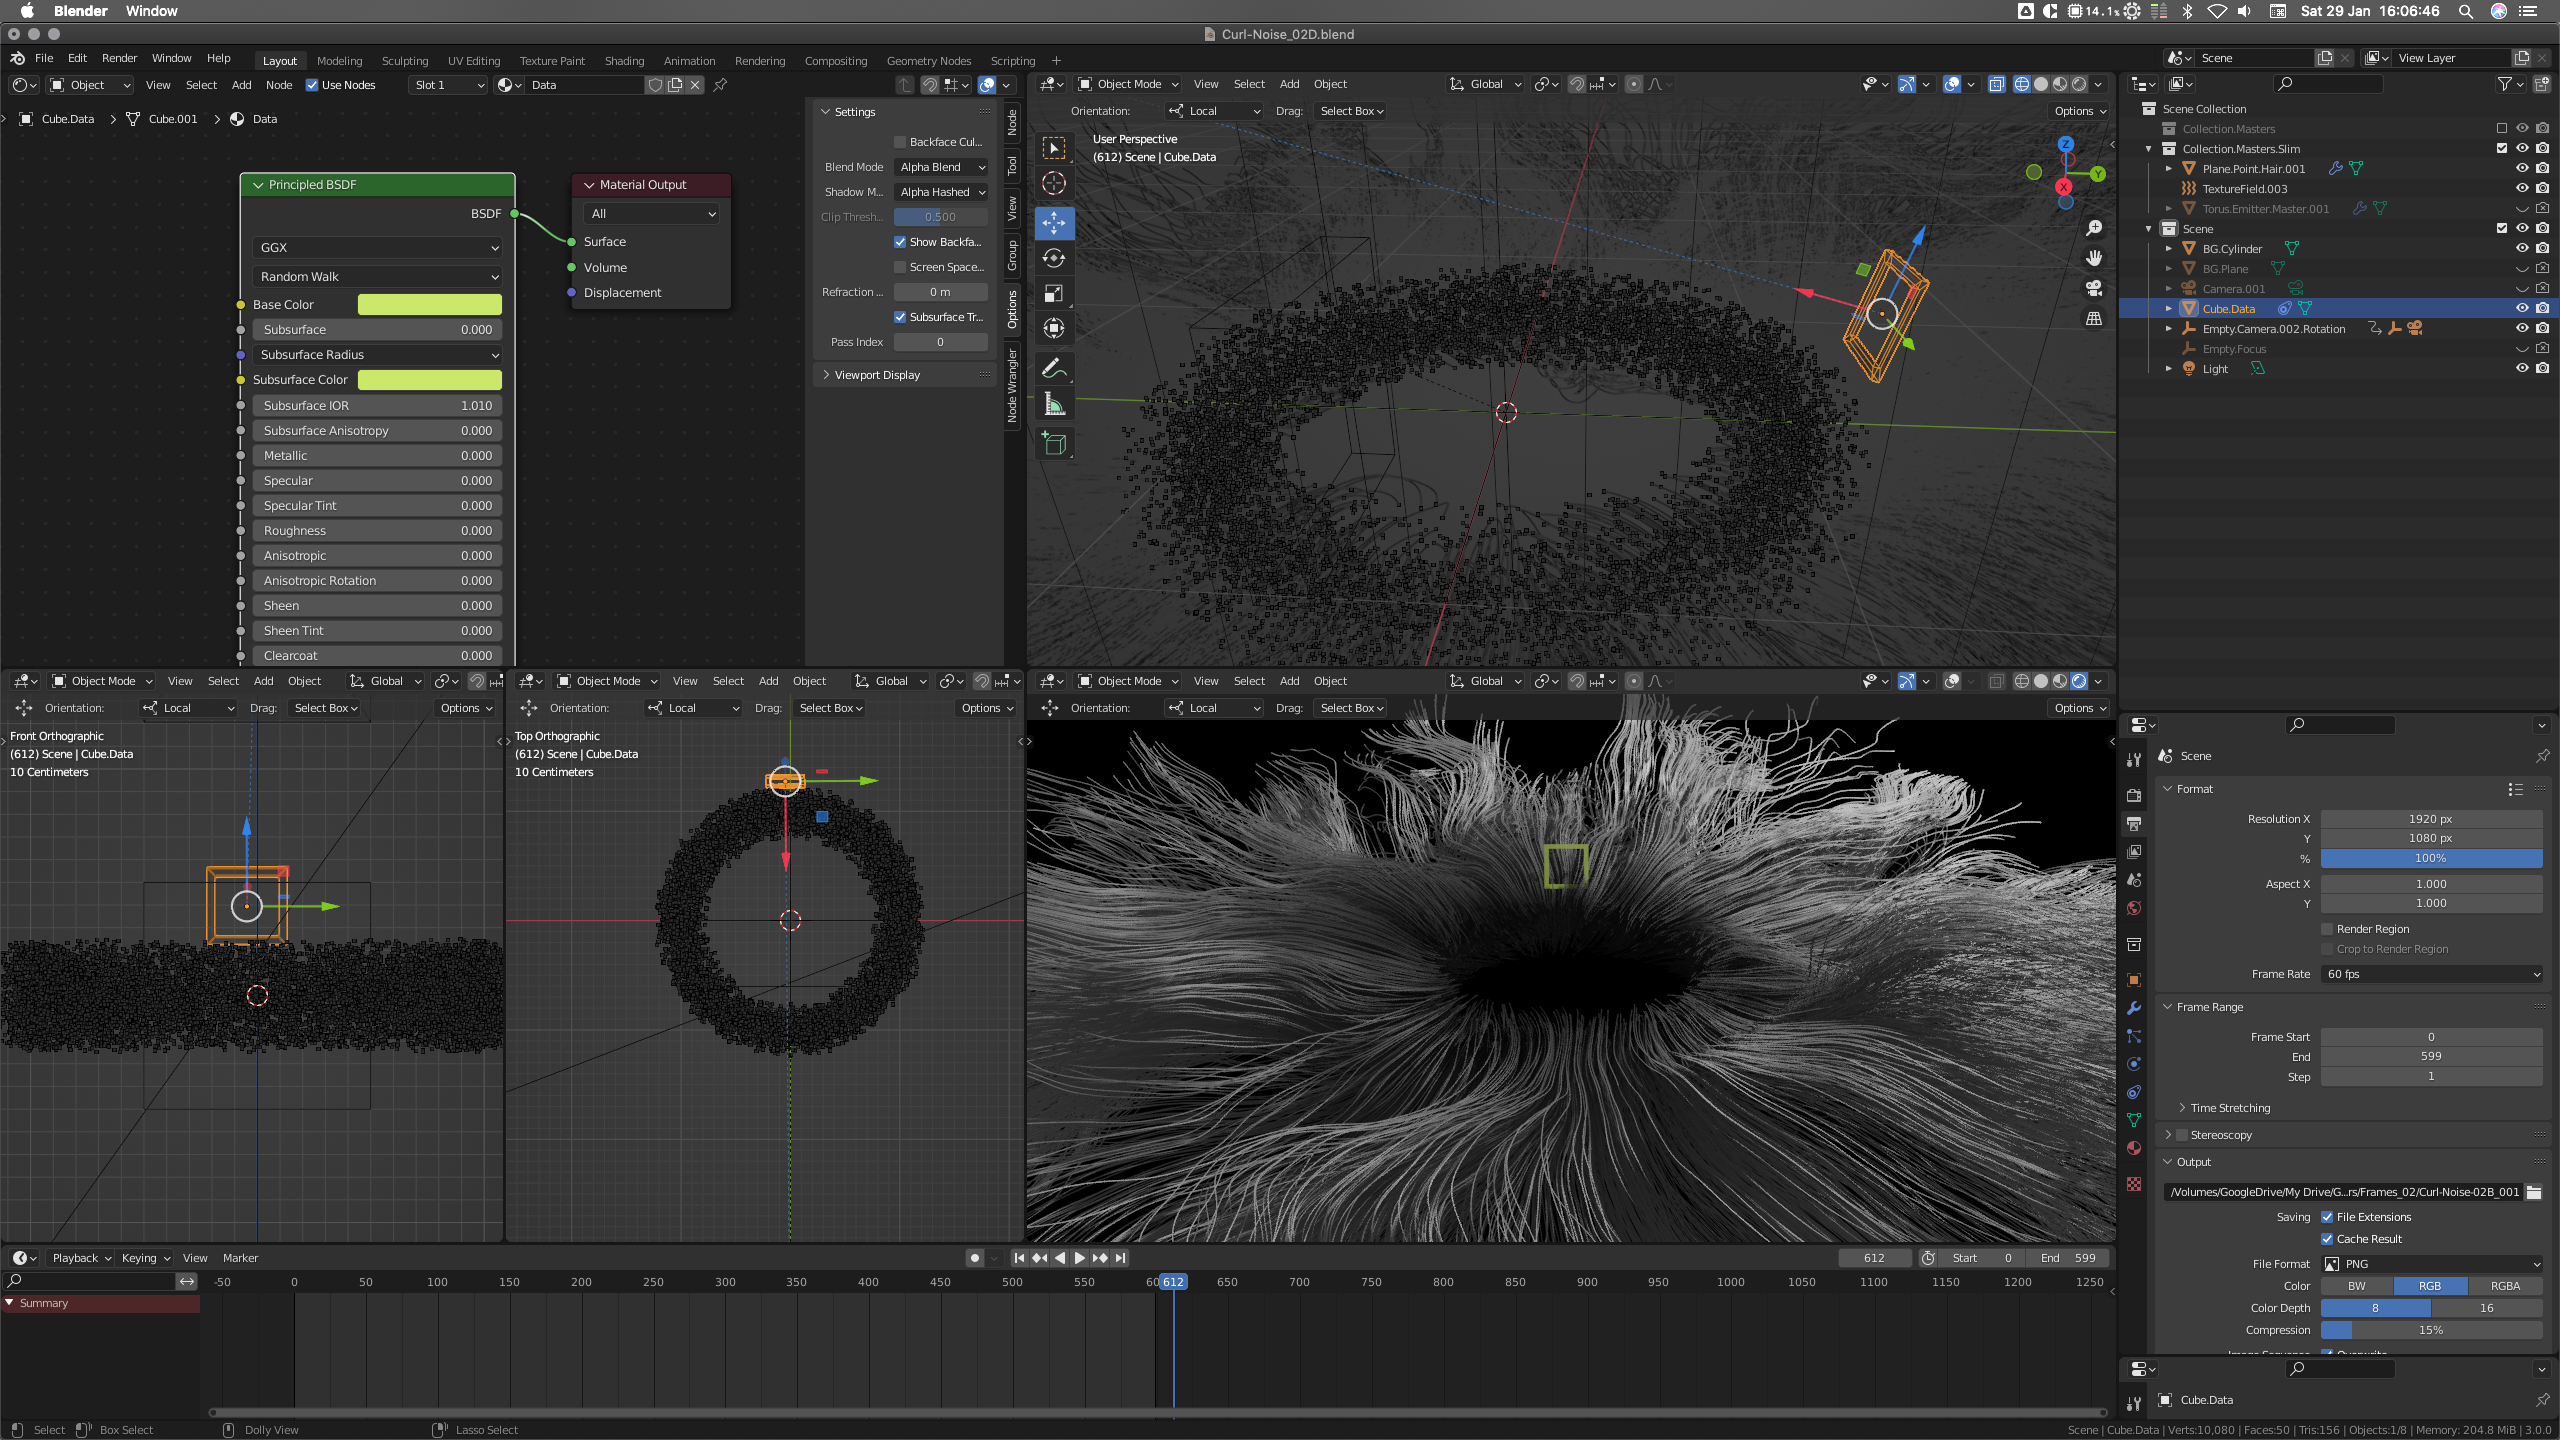 Blender Window 14.1% Sat 29 Jan 16:06:46
Curl-Noise_02D.blend
File Edit Render Window Help Layout Modeling Sculpting UV Editing Texture Paint Shading Animation Rendering Compositing Geometry Nodes Scripting + Scene View Layer
Object View Select Add Node Use Nodes Slot 1 Data
Cube.Data > Cube.001 > Data
Principled BSDF
BSDF
GGX
Random Walk
Base Color
Subsurface 0.000
Subsurface Radius
Subsurface Color
Subsurface IOR 1.010
Subsurface Anisotropy 0.000
Metallic 0.000
Specular 0.000
Specular Tint 0.000
Roughness 0.000
Anisotropic 0.000
Anisotropic Rotation 0.000
Sheen 0.000
Sheen Tint 0.000
Clearcoat 0.000
Material Output
All
Surface
Volume
Displacement
Settings
Backface Cul...
Blend Mode Alpha Blend
Shadow M... Alpha Hashed
Clip Thresh... 0.500
Show Backfa...
Screen Space...
Refraction ... 0 m
Subsurface Tr...
Pass Index 0
Viewport Display
Node
Tool
View
Group
Options
Node Wrangler
Object Mode View Select Add Object Global
Orientation: Local Drag: Select Box Options
User Perspective
(612) Scene | Cube.Data
Z
Y
X
Scene Collection
Collection.Masters
Collection.Masters.Slim
Plane.Point.Hair.001
TextureField.003
Torus.Emitter.Master.001
Scene
BG.Cylinder
BG.Plane
Camera.001
Cube.Data
Empty.Camera.002.Rotation
Empty.Focus
Light
Object Mode View Select Add Object Global
Orientation: Local Drag: Select Box Options
Front Orthographic
(612) Scene | Cube.Data
10 Centimeters
Object Mode View Select Add Object Global
Orientation: Local Drag: Select Box Options
Top Orthographic
(612) Scene | Cube.Data
10 Centimeters
Object Mode View Select Add Object Global
Orientation: Local Drag: Select Box Options
Scene
Format
Resolution X 1920 px
Y 1080 px
% 100%
Aspect X 1.000
Y 1.000
Render Region
Crop to Render Region
Frame Rate 60 fps
Frame Range
Frame Start 0
End 599
Step 1
Time Stretching
Stereoscopy
Output
/Volumes/GoogleDrive/My Drive/G...rs/Frames_02/Curl-Noise-02B_001
Saving File Extensions
Cache Result
File Format PNG
Color BW RGB RGBA
Color Depth 8 16
Compression 15%
Image Sequence Overwrite
Cube.Data
Playback Keying View Marker 612 Start 0 End 599
-50 0 50 100 150 200 250 300 350 400 450 500 550 60 612 650 700 750 800 850 900 950 1000 1050 1100 1150 1200 1250
Summary
Select Box Select Dolly View Lasso Select Scene | Cube.Data | Verts:10,080 | Faces:50 | Tris:156 | Objects:1/8 | Memory: 204.8 MiB | 3.0.0